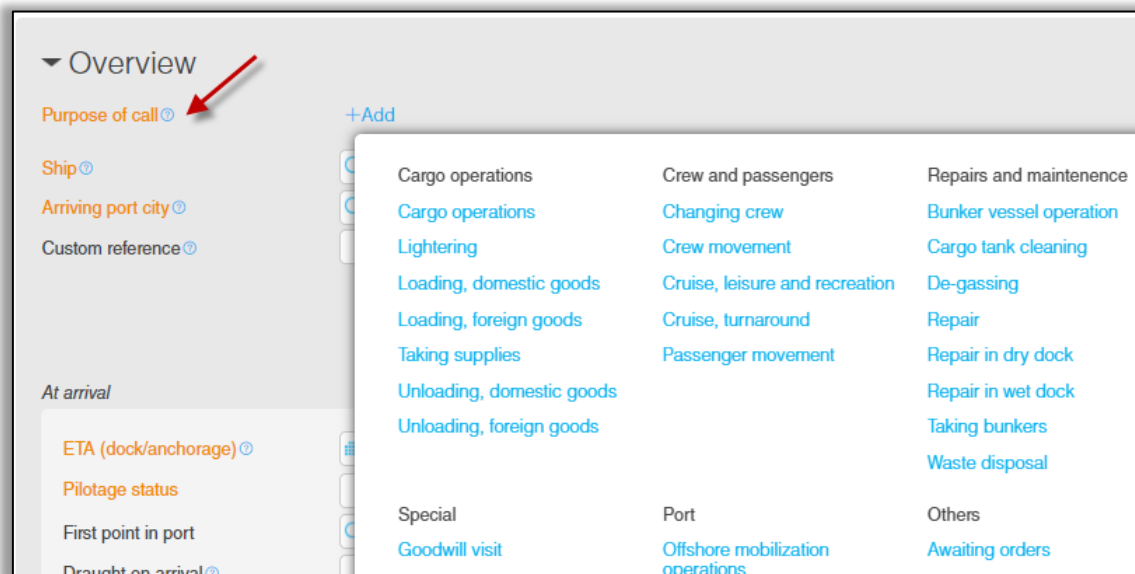 Overview
Purpose of call
+Add
Ship
Arriving port city
Custom reference
At arrival
ETA (dock/anchorage)
Pilotage status
First point in port
Draught on arrival
Cargo operations
Cargo operations
Lightering
Loading, domestic goods
Loading, foreign goods
Taking supplies
Unloading, domestic goods
Unloading, foreign goods
Crew and passengers
Changing crew
Crew movement
Cruise, leisure and recreation
Cruise, turnaround
Passenger movement
Repairs and maintenence
Bunker vessel operation
Cargo tank cleaning
De-gassing
Repair
Repair in dry dock
Repair in wet dock
Taking bunkers
Waste disposal
Special
Goodwill visit
Port
Offshore mobilization
operations
Others
Awaiting orders